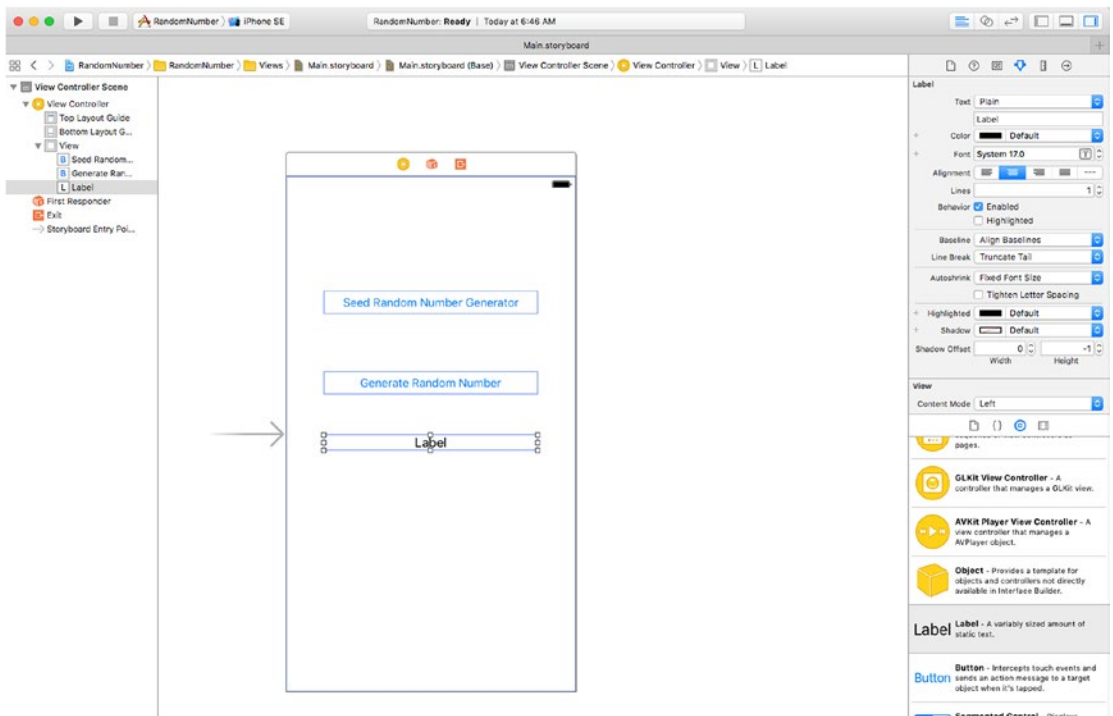 RandomNumber
iPhone SE
RandomNumber: Ready | Today at 6:46 AM
Main.storyboard
RandomNumber
RandomNumber
Views
Main.storyboard
Main.storyboard (Base)
View Controller Scene
View Controller
View
L Label
View Controller Scene
View Controller
Top Layout Guide
Bottom Layout G...
View
B Seed Random...
B Generate Ran...
L Label
First Responder
Exit
Storyboard Entry Poi...
Seed Random Number Generator
Generate Random Number
Label
Label
Text Plain
Label
Color Default
Font System 17.0
Alignment
Lines 1
Behavior Enabled
Highlighted
Baseline Align Baselines
Line Break Truncate Tail
Autoshrink Fixed Font Size
Tighten Letter Spacing
Highlighted Default
Shadow Default
Shadow Offset 0 -1
Width Height
View
Content Mode Left
pages.
GLKit View Controller - A
controller that manages a GLKit view.
AVKit Player View Controller - A
view controller that manages a
AVPlayer object.
Object - Provides a template for
objects and controllers not directly
available in Interface Builder.
Label
Label - A variably sized amount of
static text.
Button
Button - Intercepts touch events and
sends an action message to a target
object when it's tapped.